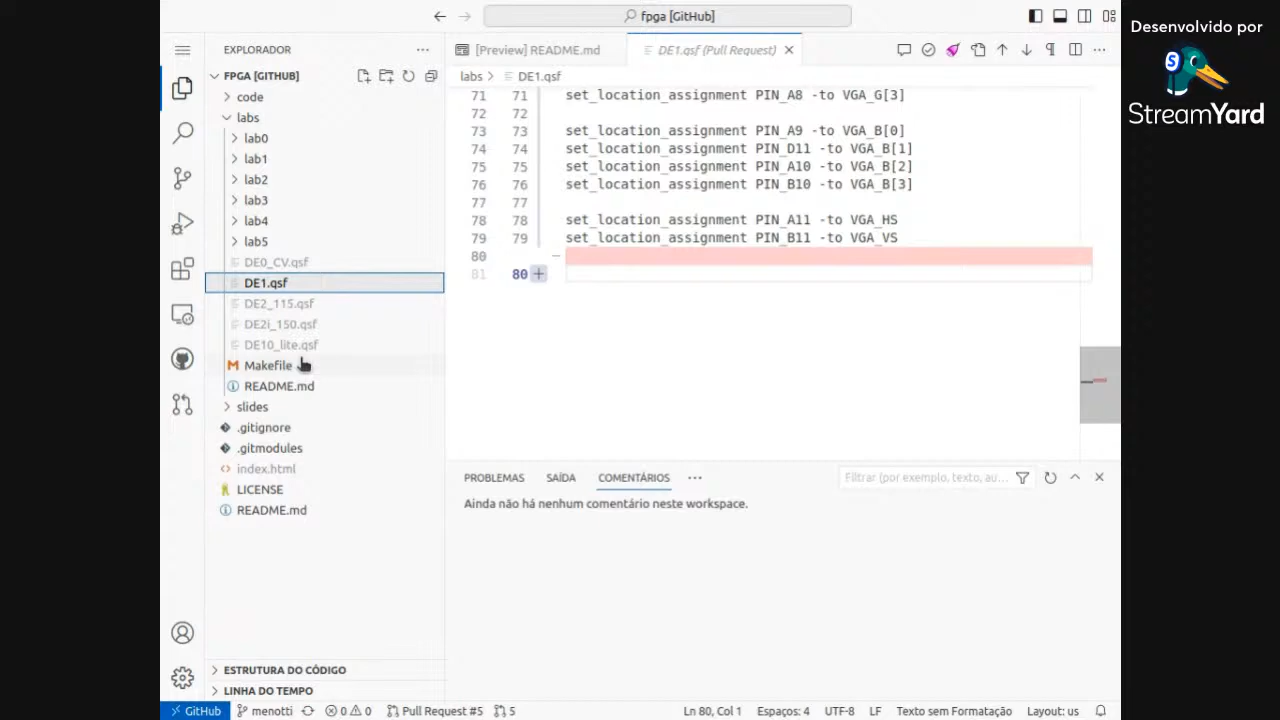 fpga [GitHub]
Desenvolvido por
StreamYard
EXPLORADOR
[Preview] README.md
DE1.qsf (Pull Request)
FPGA [GITHUB]
labs > DE1.qsf
code
labs
lab0
lab1
lab2
lab3
lab4
lab5
DE0_CV.qsf
DE1.qsf
DE2_115.qsf
DE2i_150.qsf
DE10_lite.qsf
Makefile
README.md
slides
.gitignore
.gitmodules
index.html
LICENSE
README.md
71 71 set_location_assignment PIN_A8 -to VGA_G[3]
72 72
73 73 set_location_assignment PIN_A9 -to VGA_B[0]
74 74 set_location_assignment PIN_D11 -to VGA_B[1]
75 75 set_location_assignment PIN_A10 -to VGA_B[2]
76 76 set_location_assignment PIN_B10 -to VGA_B[3]
77 77
78 78 set_location_assignment PIN_A11 -to VGA_HS
79 79 set_location_assignment PIN_B11 -to VGA_VS
80 −
81 80 +
PROBLEMAS SAÍDA COMENTÁRIOS
Filtrar (por exemplo, texto, au...
Ainda não há nenhum comentário neste workspace.
ESTRUTURA DO CÓDIGO
LINHA DO TEMPO
GitHub menotti 0 0 Pull Request #5 5 Ln 80, Col 1 Espaços: 4 UTF-8 LF Texto sem Formatação Layout: us